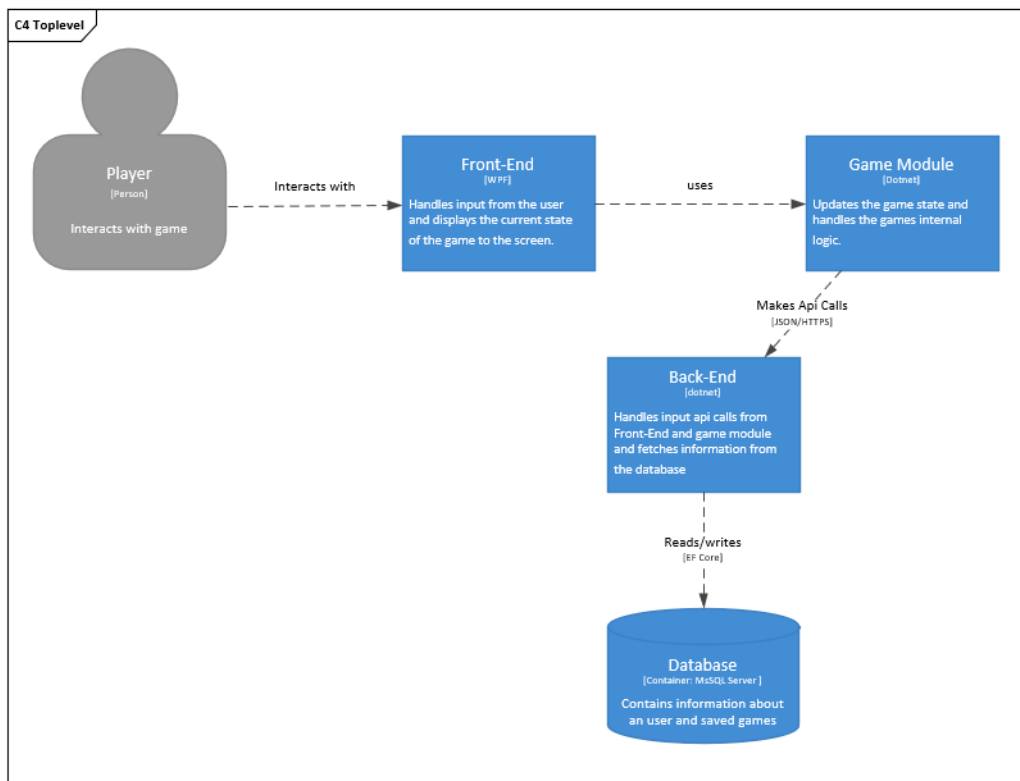 C4 Toplevel
Player
[Person]
Interacts with game
Interacts with
Front-End
[WPF]
Handles input from the user
and displays the current state
of the game to the screen.
uses
Game Module
[Dotnet]
Updates the game state and
handles the games internal
logic.
Makes Api Calls
[JSON/HTTPS]
Back-End
[dotnet]
Handles input api calls from
Front-End and game module
and fetches information from
the database
Reads/writes
[EF Core]
Database
[Container: MsSQL Server ]
Contains information about
an user and saved games